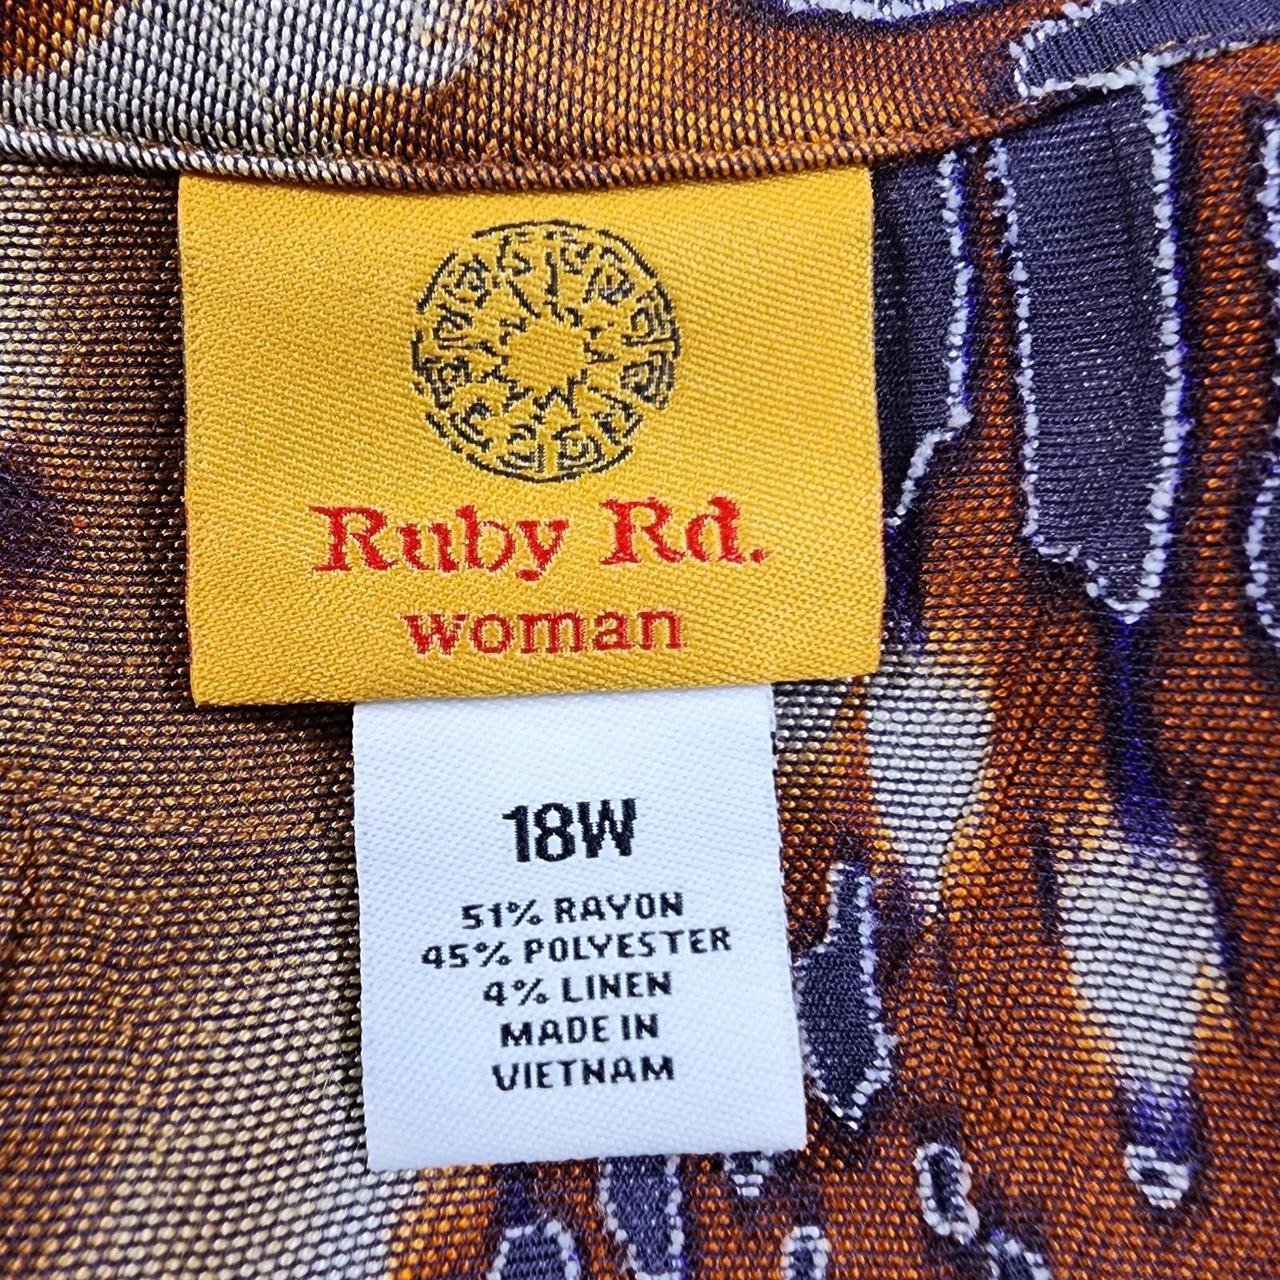 Ruby Rd.
woman
18W
51% RAYON
45% POLYESTER
4% LINEN
MADE IN
VIETNAM